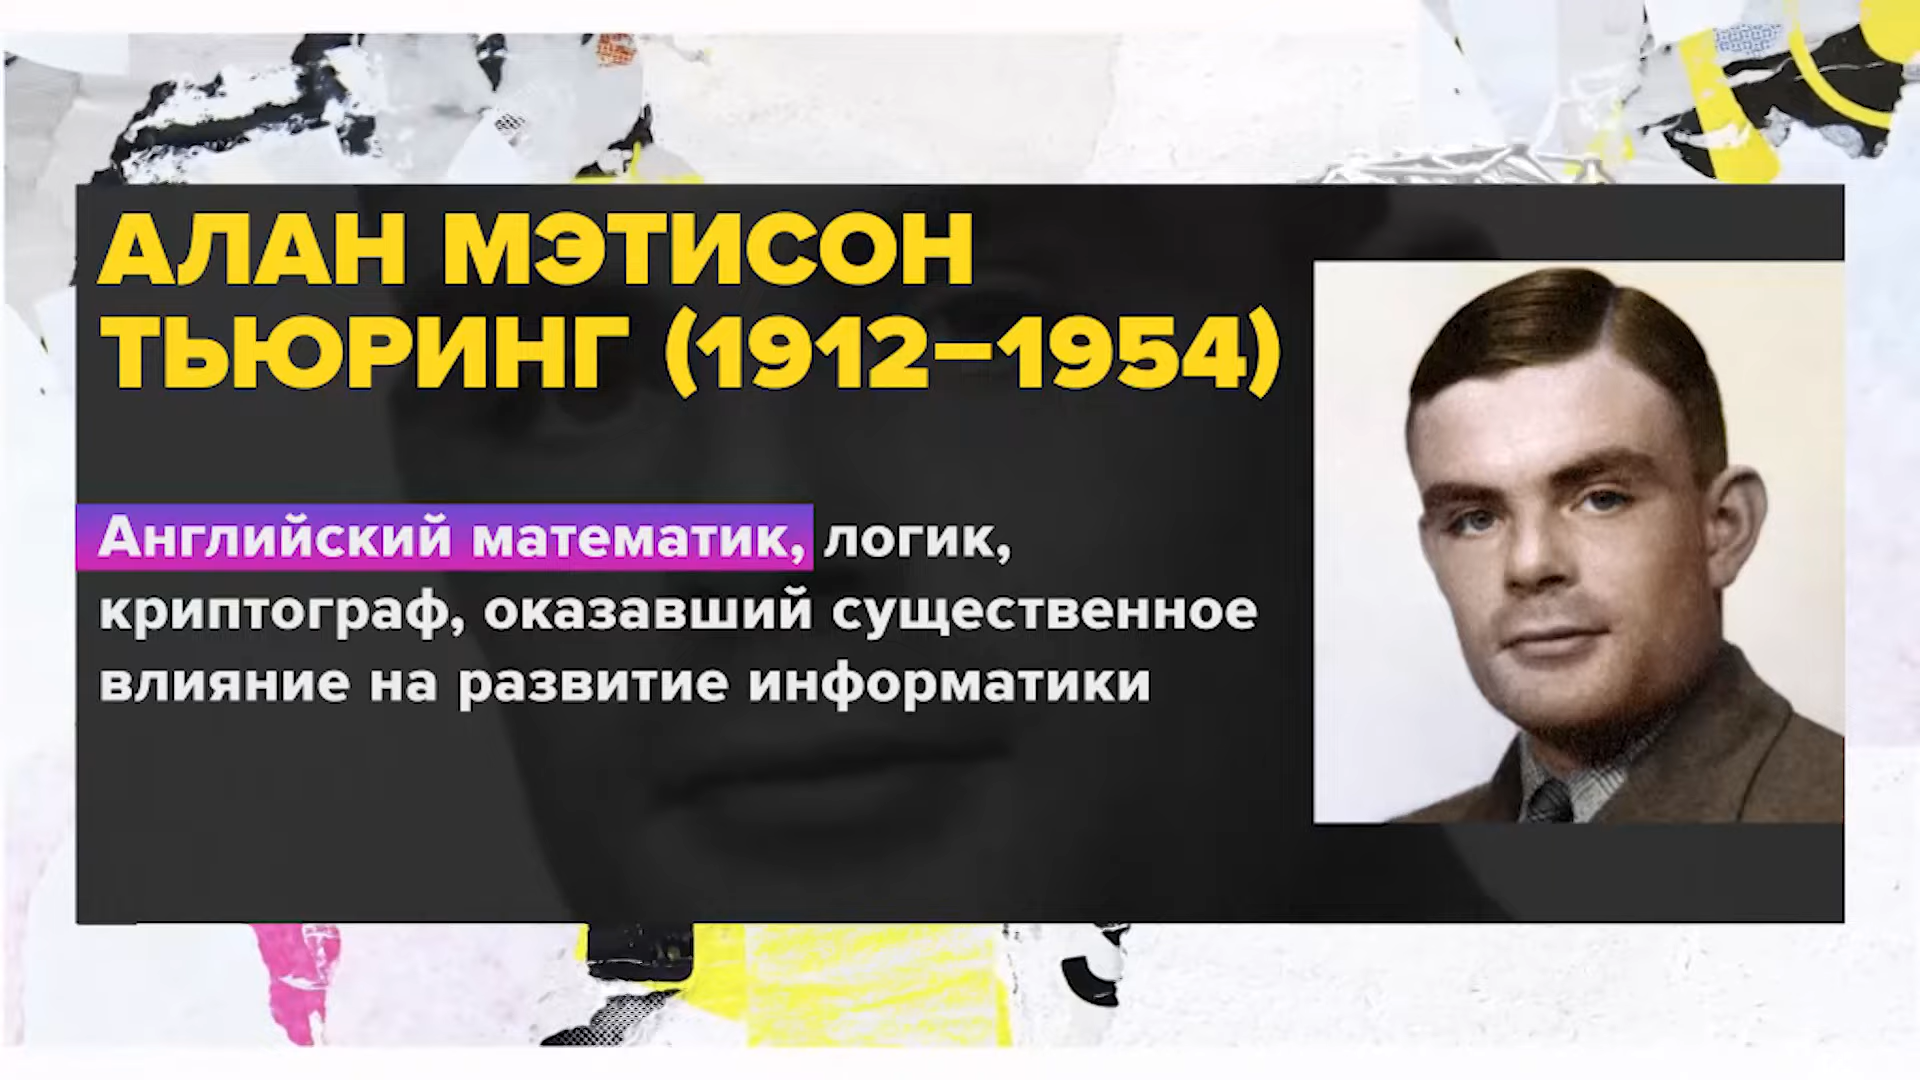 АЛАН МЭТИСОН
ТЬЮРИНГ (1912–1954)
Английский математик, логик,
криптограф, оказавший существенное
влияние на развитие информатики